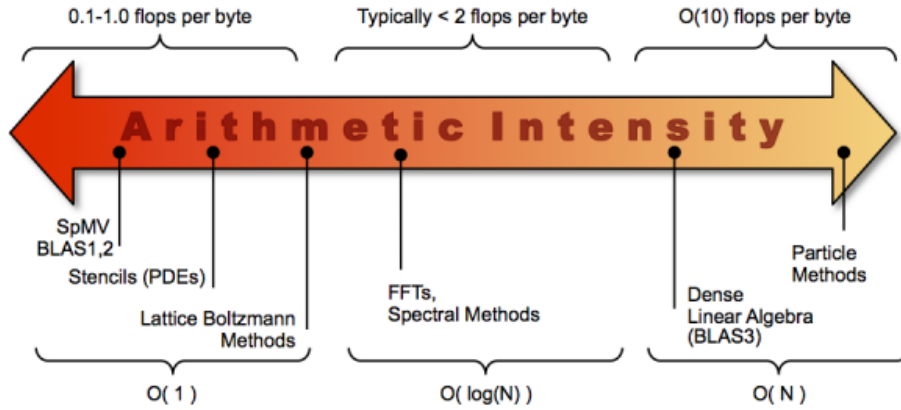 0.1-1.0 flops per byte
Typically < 2 flops per byte
O(10) flops per byte
Arithmetic Intensity
SpMV
BLAS1,2
Stencils (PDEs)
Lattice Boltzmann
Methods
FFTs,
Spectral Methods
Dense
Linear Algebra
(BLAS3)
Particle
Methods
O( 1 )
O( log(N) )
O( N )